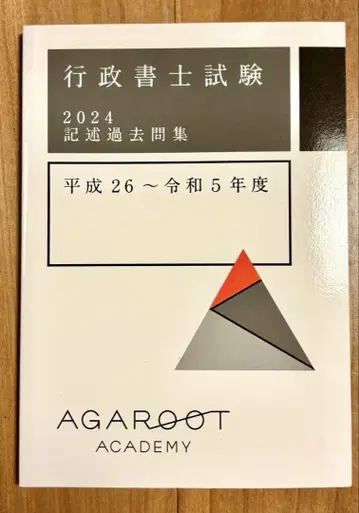 行政書士試験
2024
記述過去問集
平成26～令和5年度
AGAROOT
ACADEMY